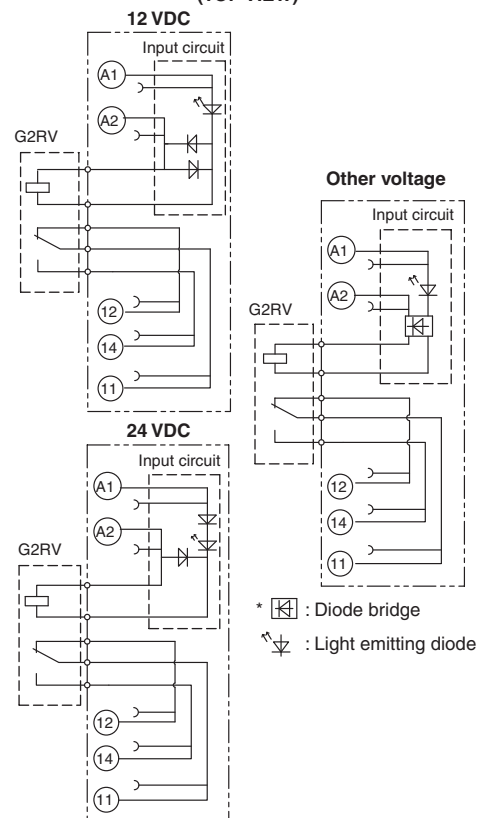 12 VDC
Input circuit
A1
A2
G2RV
12
14
11
24 VDC
Input circuit
A1
A2
G2RV
12
14
11
Other voltage
Input circuit
A1
A2
G2RV
12
14
11
* : Diode bridge
: Light emitting diode